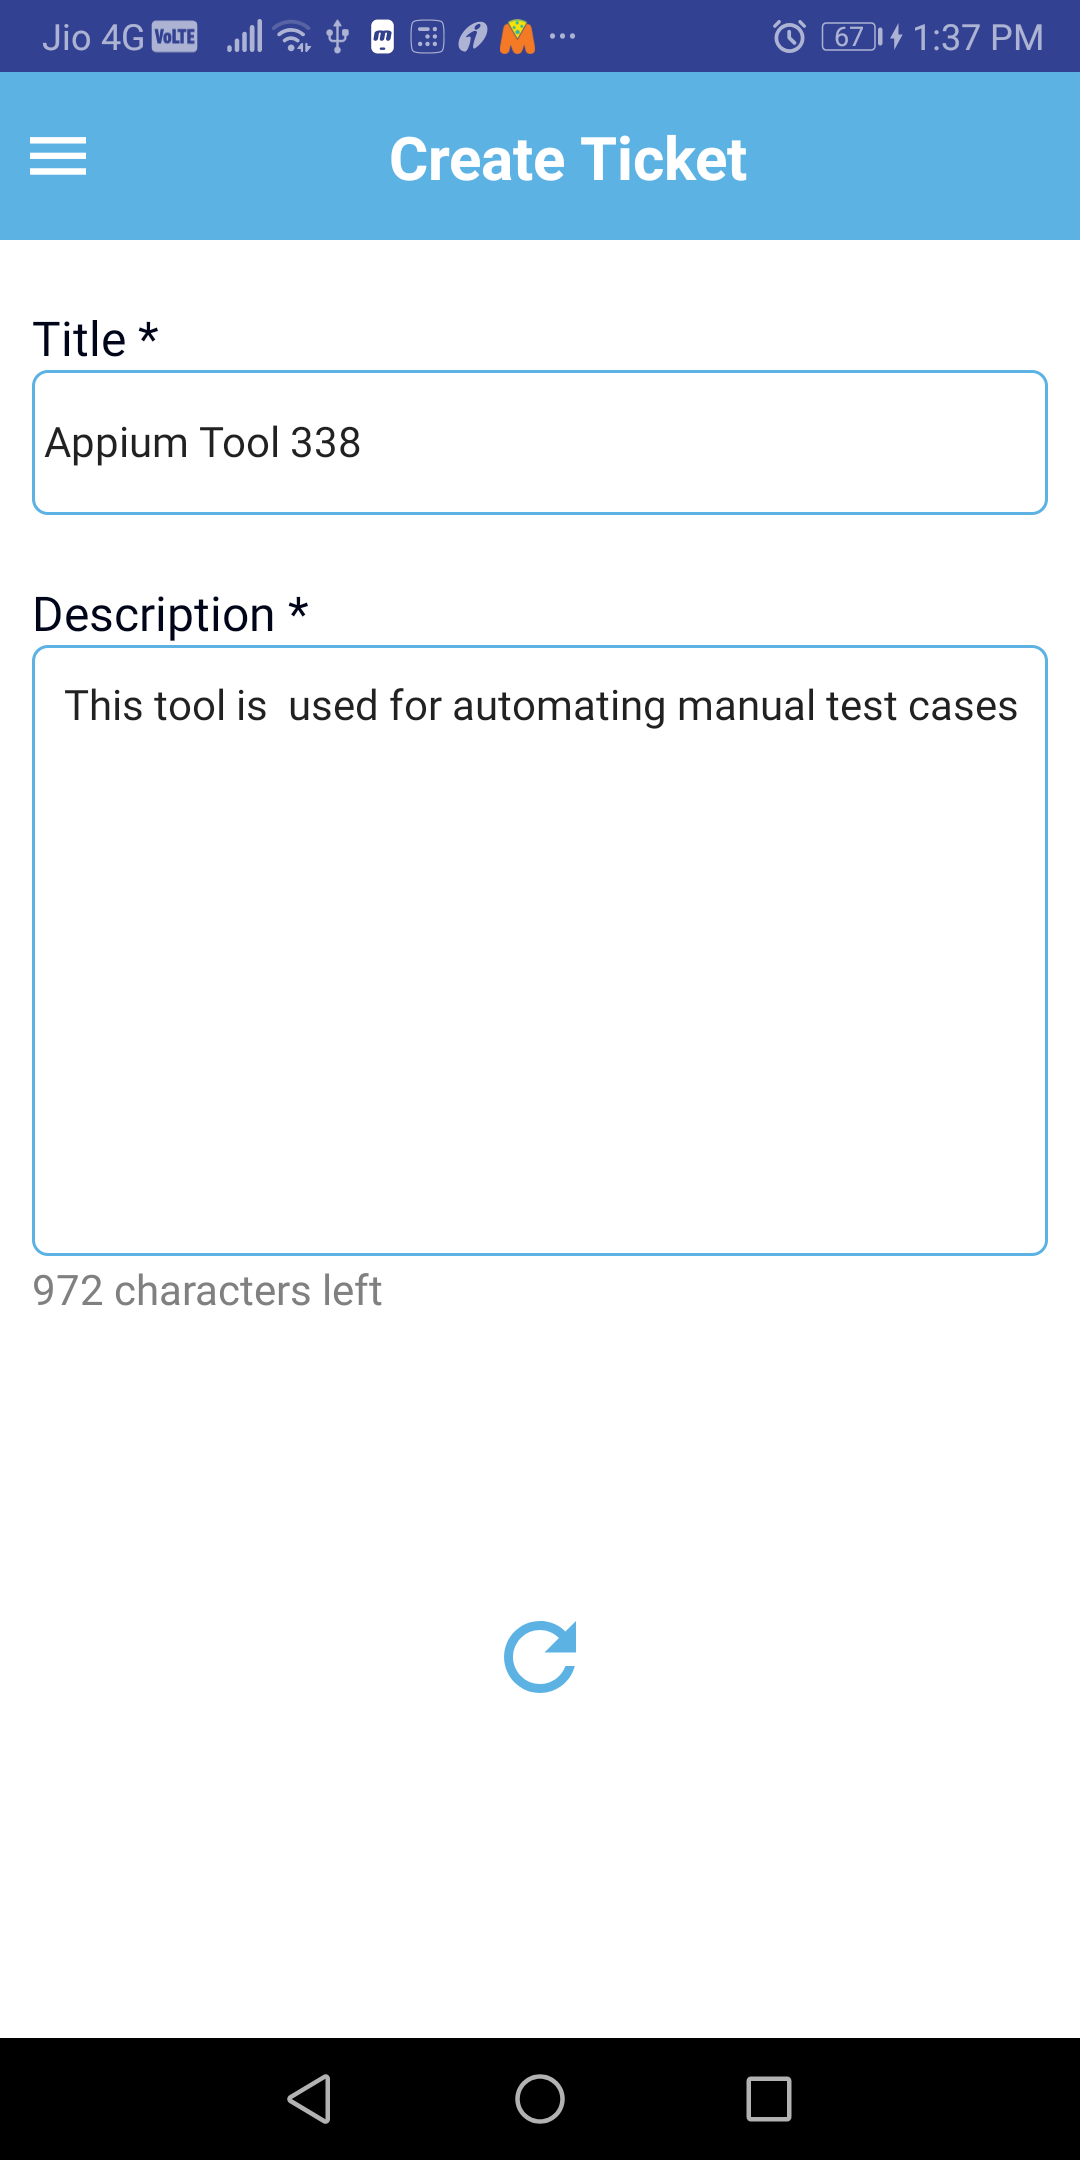 Jio 4G VoLTE 67 1:37 PM
Create Ticket
Title *
Appium Tool 338
Description *
This tool is  used for automating manual test cases
972 characters left